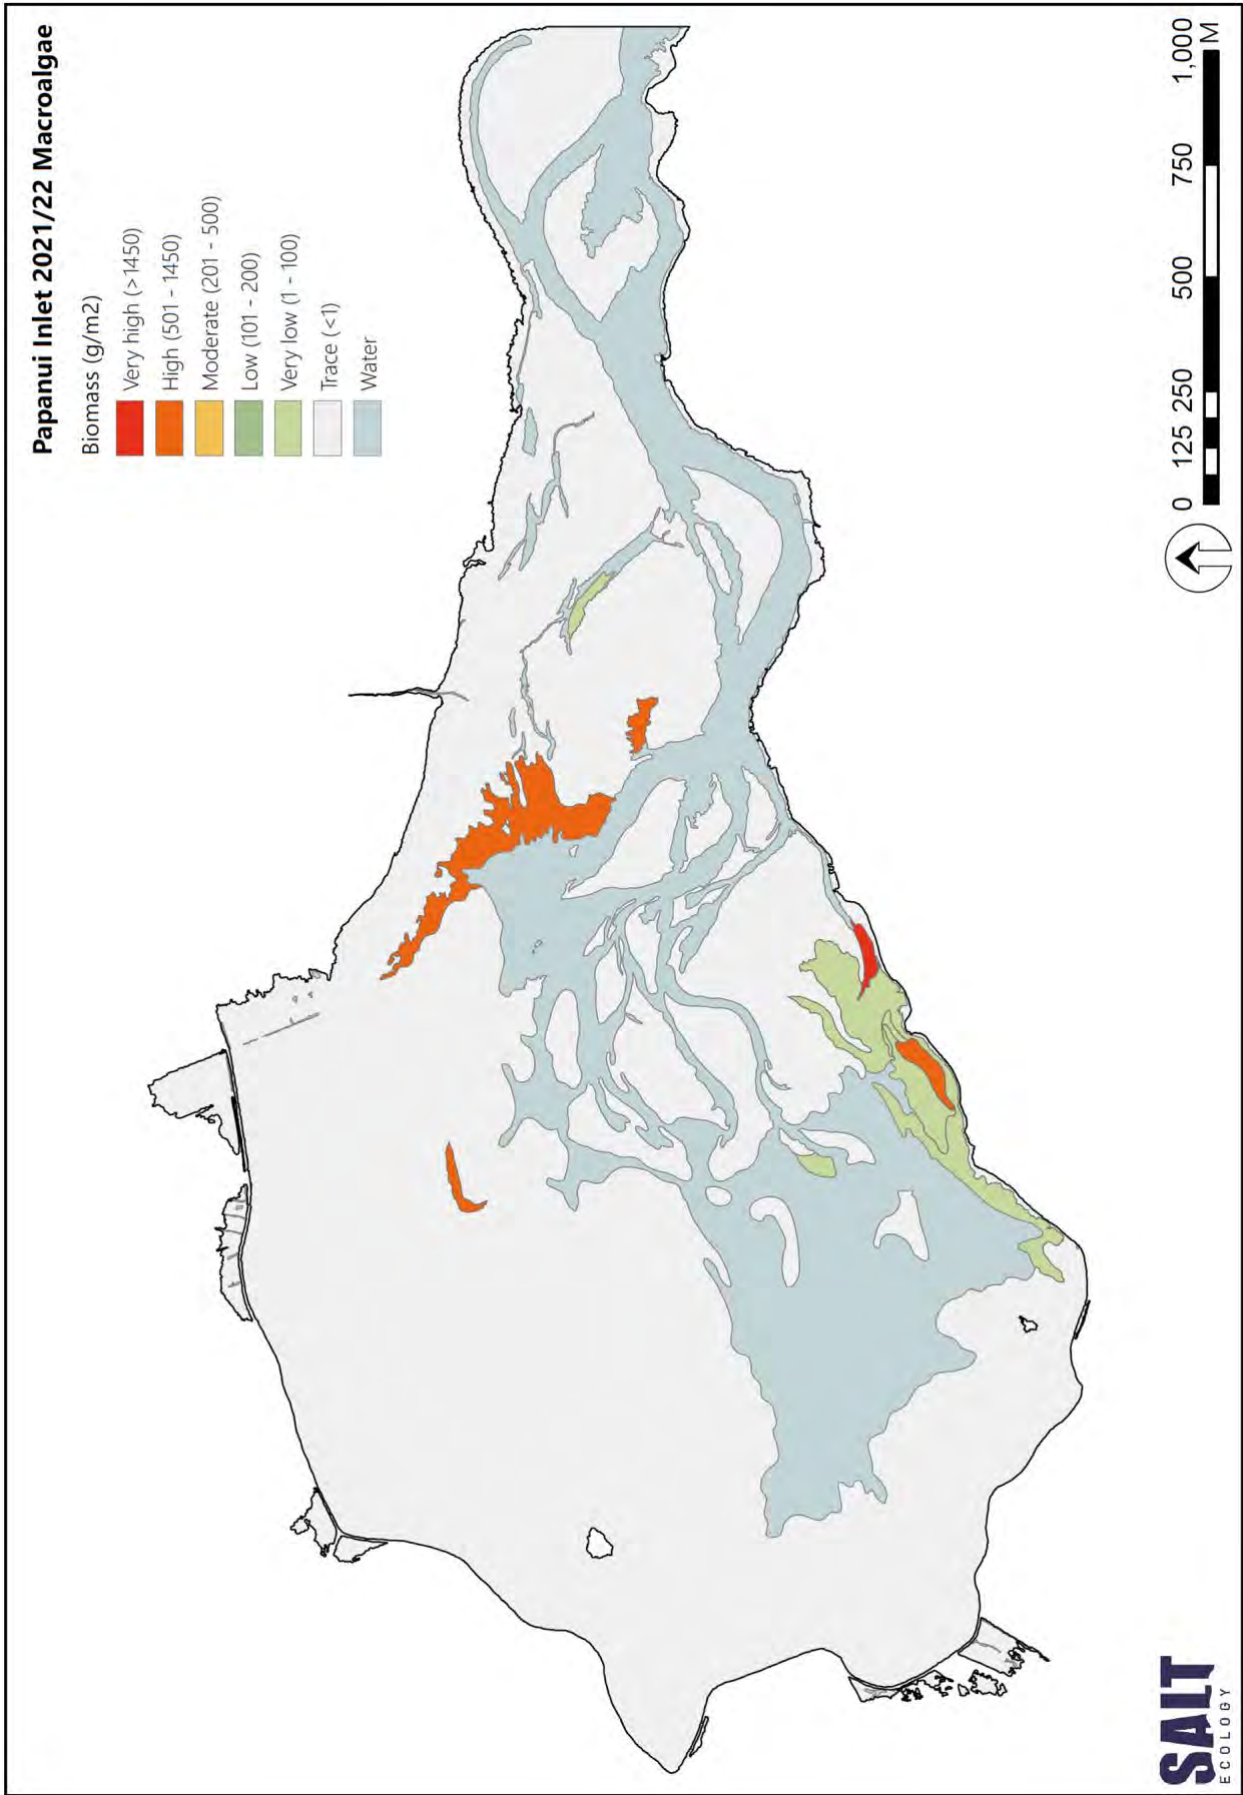 Papanui Inlet 2021/22 Macroalgae
Biomass (g/m2)
Very high (>1450)
High (501 - 1450)
Moderate (201 - 500)
Low (101 - 200)
Very low (1 - 100)
Trace (<1)
Water
0 125 250 500 750 1,000
M
SALT
ECOLOGY